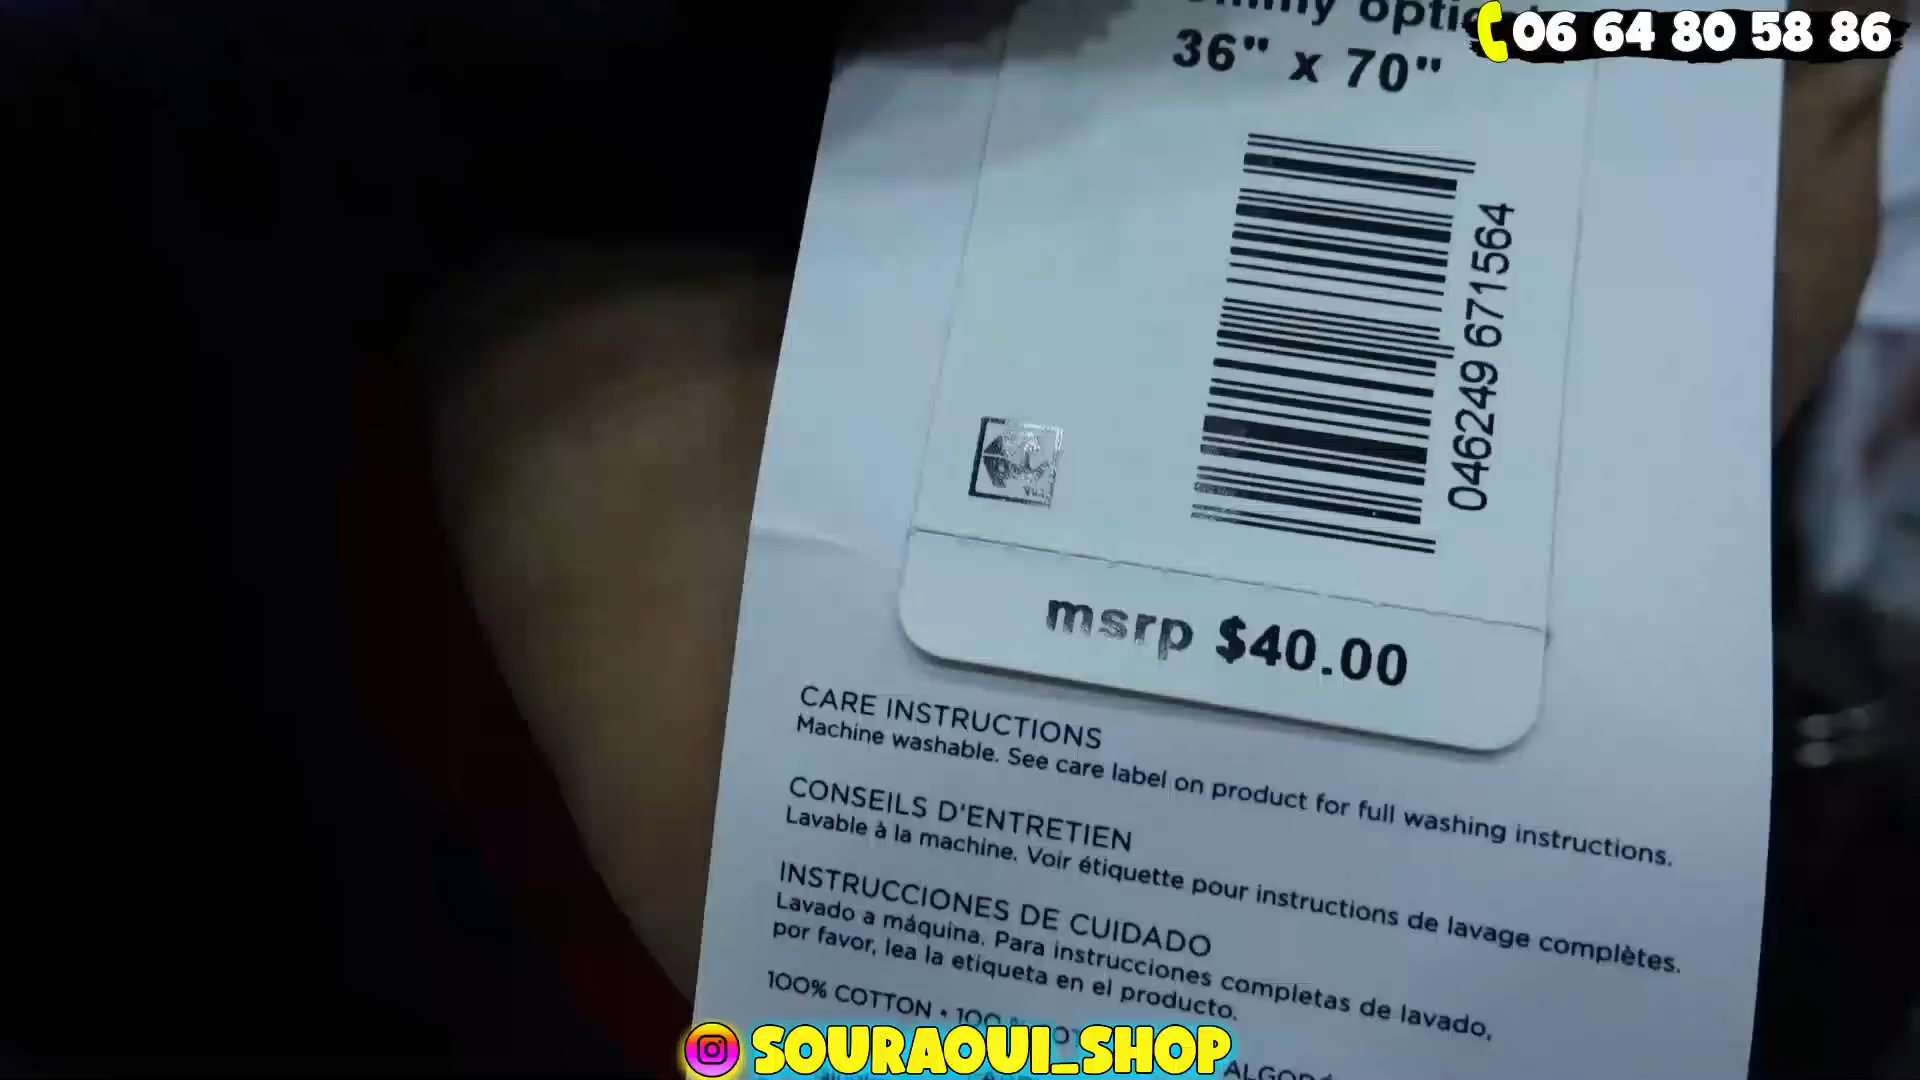 06 64 80 58 86
36" x 70"
04624967 1564
msrp $40.00
CARE INSTRUCTIONS
Machine washable. See care label on product for full washing instructions.
CONSEILS D'ENTRETIEN
Lavable à la machine. Voir étiquette pour instructions de lavage complètes.
INSTRUCCIONES DE CUIDADO
Lavado a máquina. Para instrucciones completas de lavado,
por favor, lea la etiqueta en el producto.
100% COTTON •
SOURAOUI_SHOP